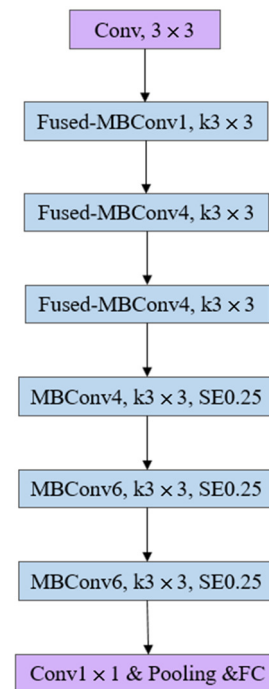 Conv, 3 × 3
Fused-MBConv1, k3 × 3
Fused-MBConv4, k3 × 3
Fused-MBConv4, k3 × 3
MBConv4, k3 × 3, SE0.25
MBConv6, k3 × 3, SE0.25
MBConv6, k3 × 3, SE0.25
Conv1 × 1 & Pooling &FC